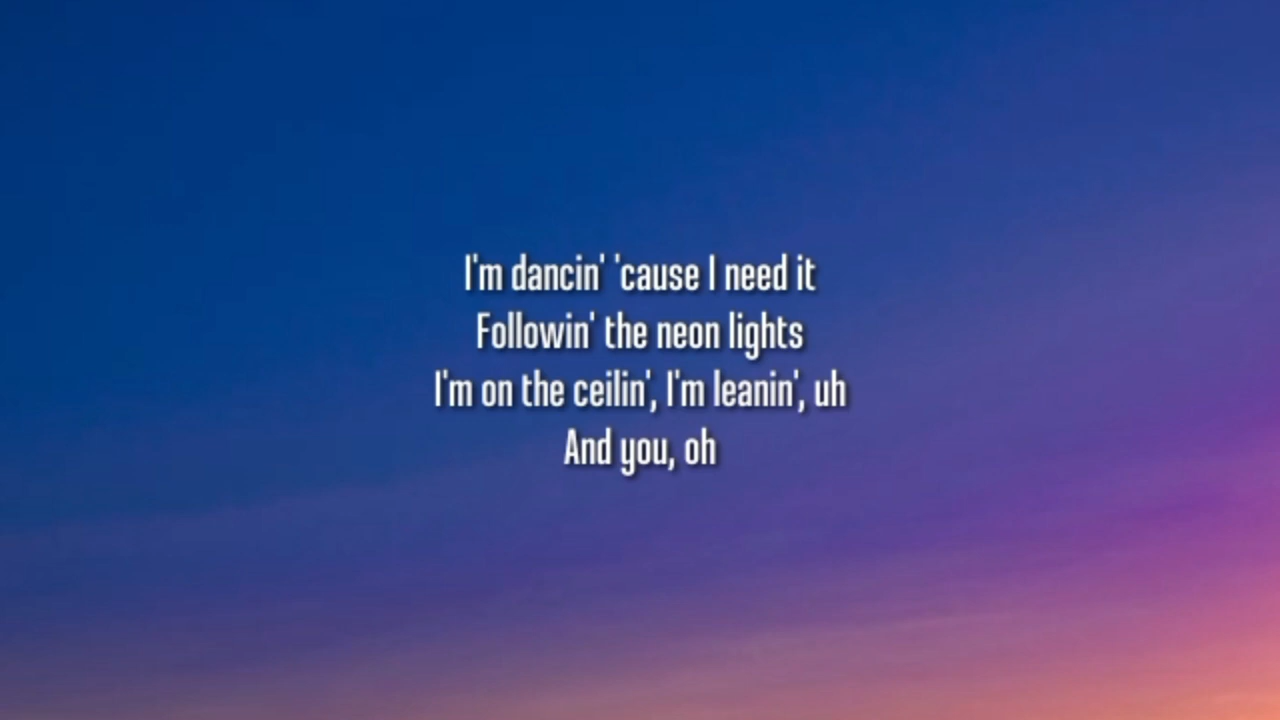 I'm dancin' 'cause I need it
Followin' the neon lights
I'm on the ceilin', I'm leanin', uh
And you, oh